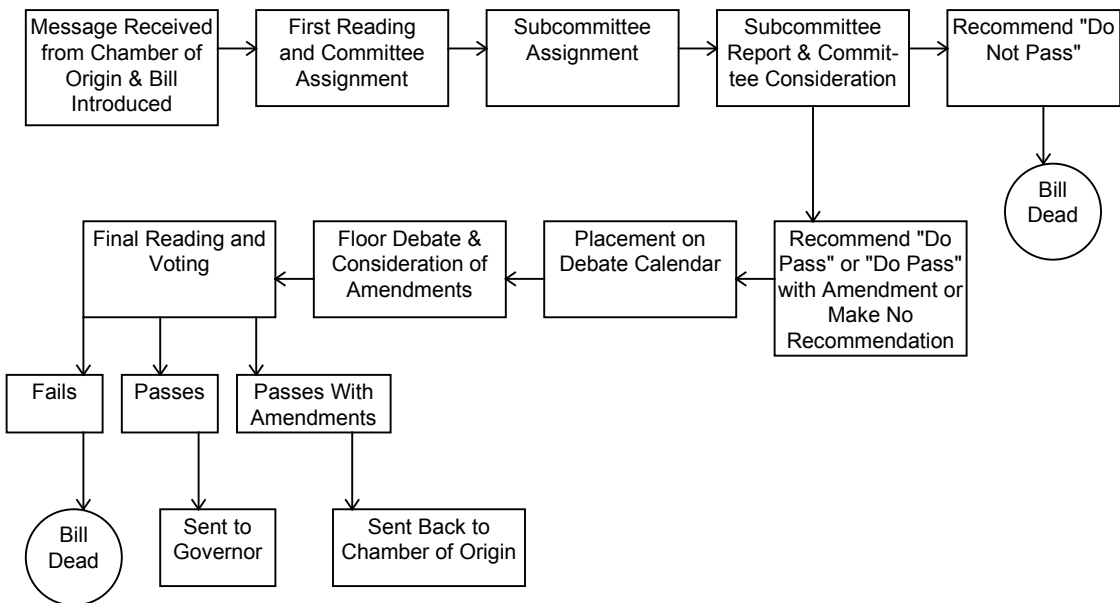 Message Received
from Chamber of
Origin & Bill
Introduced
First Reading
and Committee
Assignment
Subcommittee
Assignment
Subcommittee
Report & Commit-
tee Consideration
Recommend "Do
Not Pass"
Bill
Dead
Recommend "Do
Pass" or "Do Pass"
with Amendment or
Make No
Recommendation
Placement on
Debate Calendar
Floor Debate &
Consideration of
Amendments
Final Reading and
Voting
Fails
Passes
Passes With
Amendments
Bill
Dead
Sent to
Governor
Sent Back to
Chamber of Origin